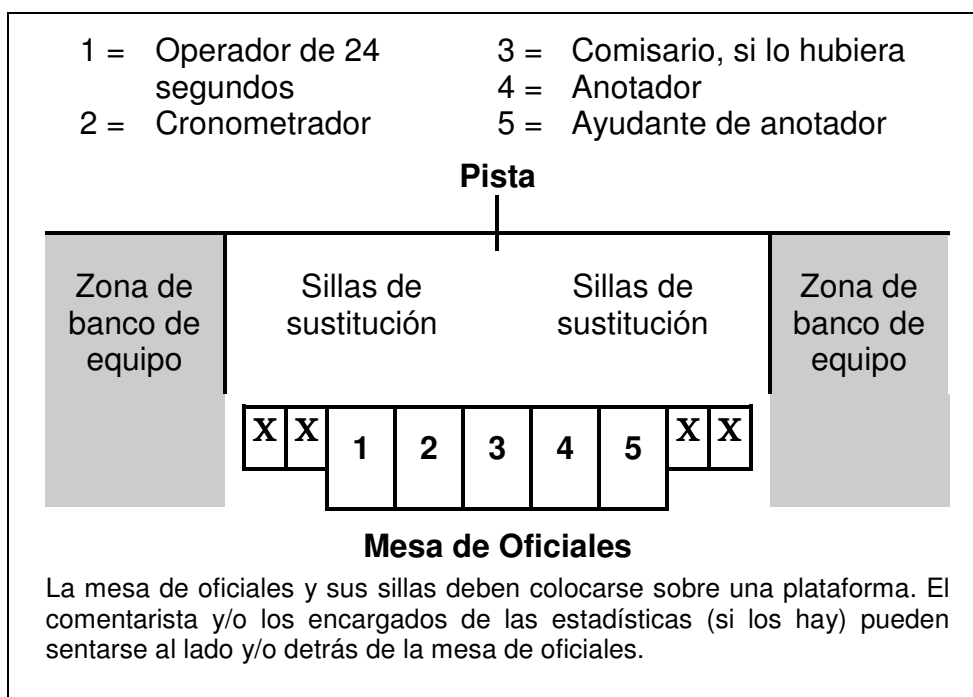 1 = Operador de 24 segundos
2 = Cronometrador
3 = Comisario, si lo hubiera
4 = Anotador
5 = Ayudante de anotador
Pista
Zona de banco de equipo
Sillas de sustitución
Sillas de sustitución
Zona de banco de equipo
X X 1 2 3 4 5 X X
Mesa de Oficiales
La mesa de oficiales y sus sillas deben colocarse sobre una plataforma. El
comentarista y/o los encargados de las estadísticas (si los hay) pueden
sentarse al lado y/o detrás de la mesa de oficiales.